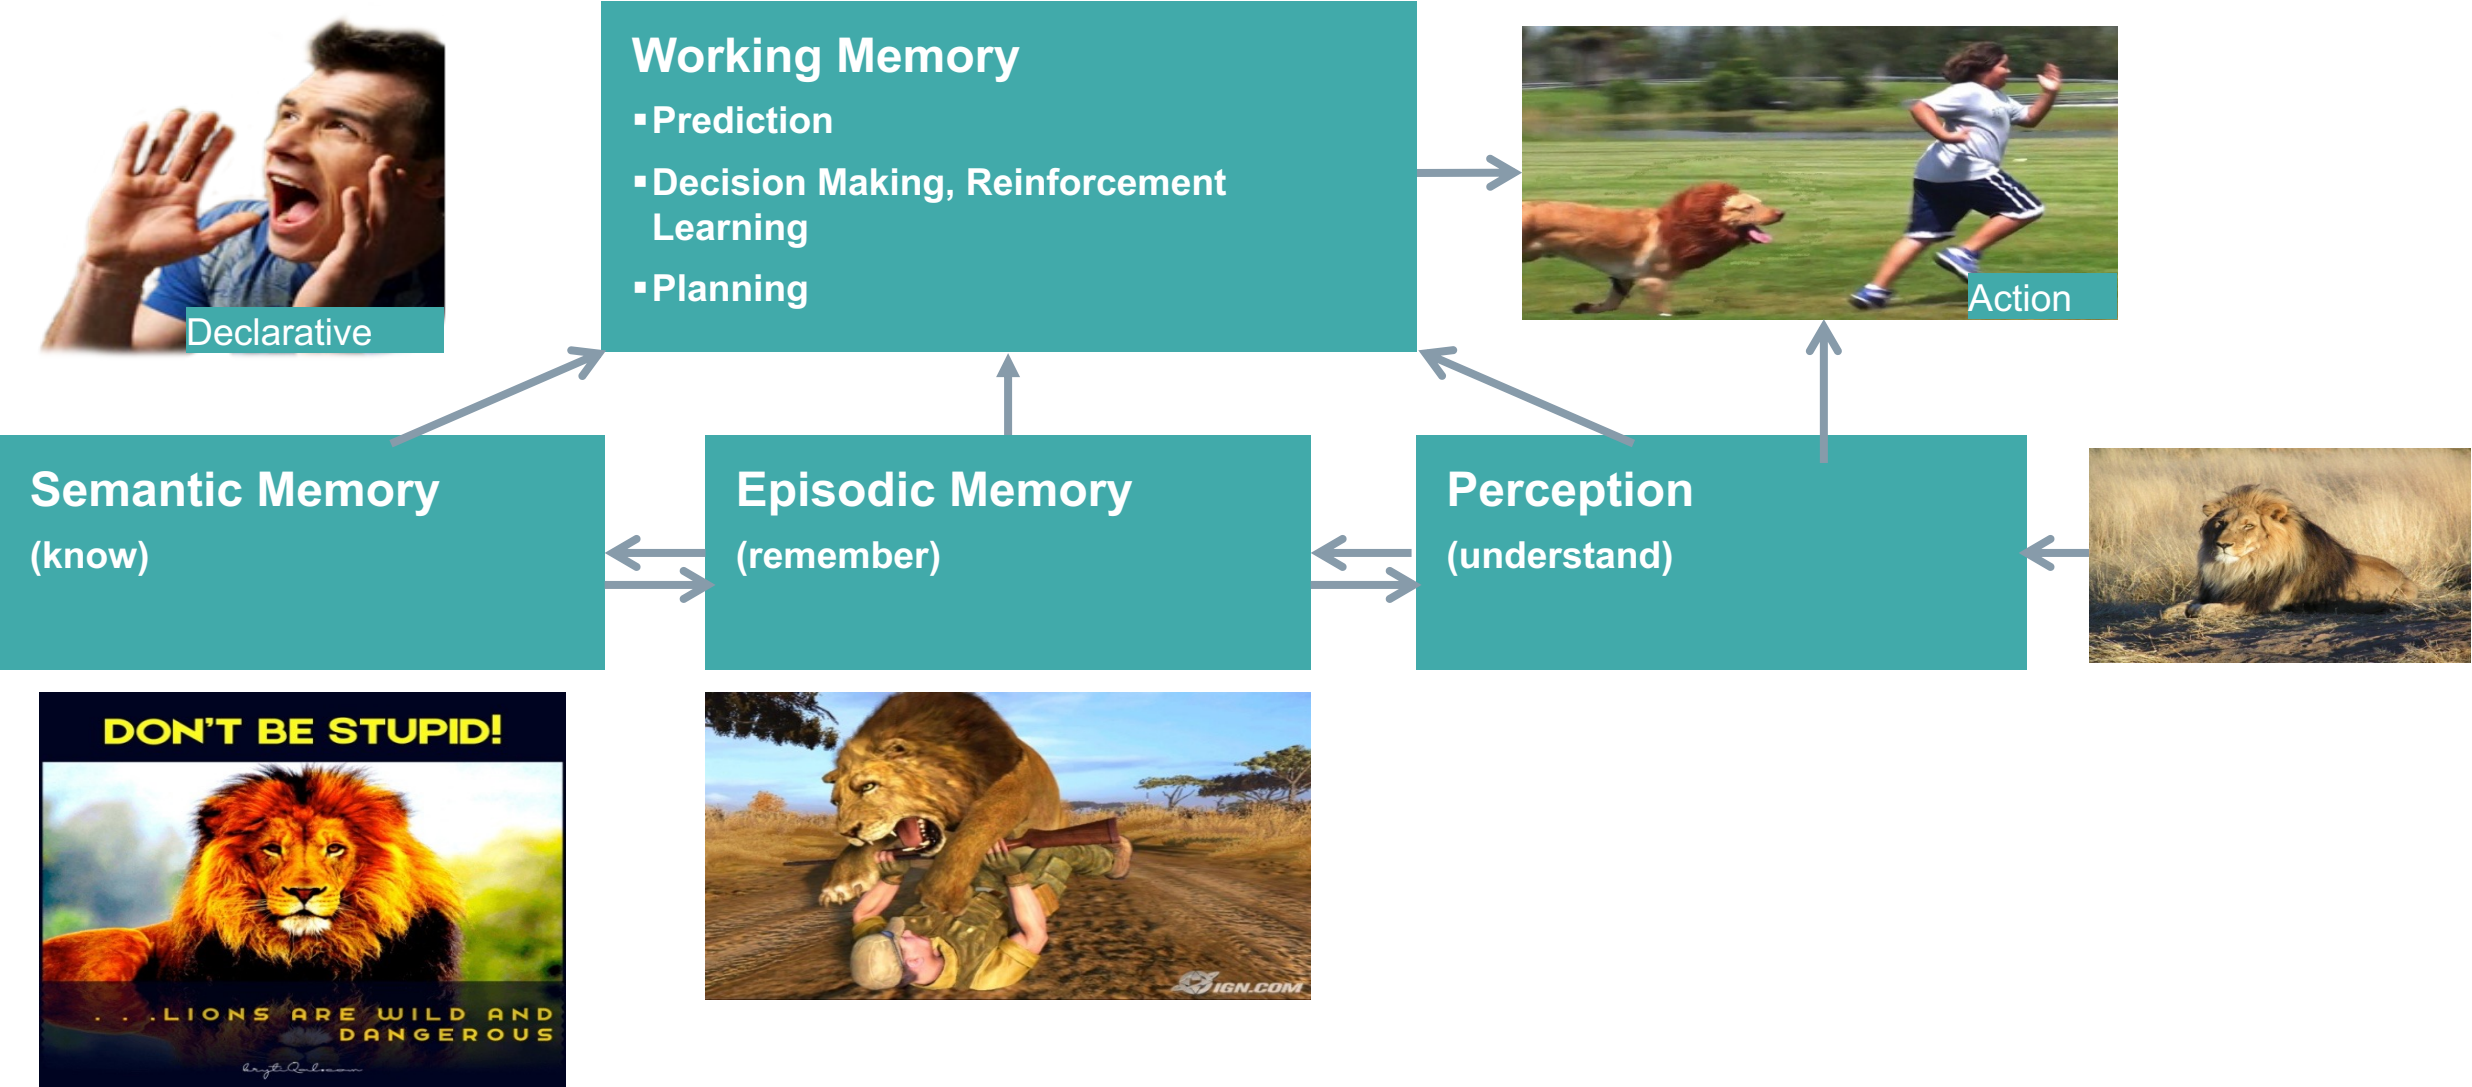 Working Memory
▪Prediction
▪Decision Making, Reinforcement
Learning
▪Planning
Declarative
Action
Semantic Memory
(know)
Episodic Memory
(remember)
Perception
(understand)
DON'T BE STUPID!
. . .LIONS ARE WILD AND
DANGEROUS
IGN.COM